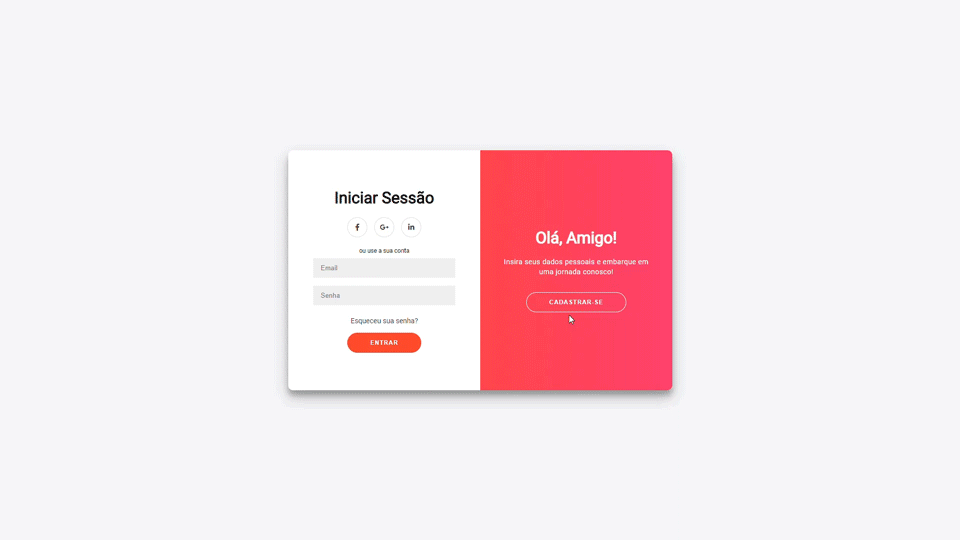 Iniciar Sessão
f G+ in
ou use a sua conta
Email
Senha
Esqueceu sua senha?
ENTRAR
Olá, Amigo!
Insira seus dados pessoais e embarque em
uma jornada conosco!
CADASTRAR-SE